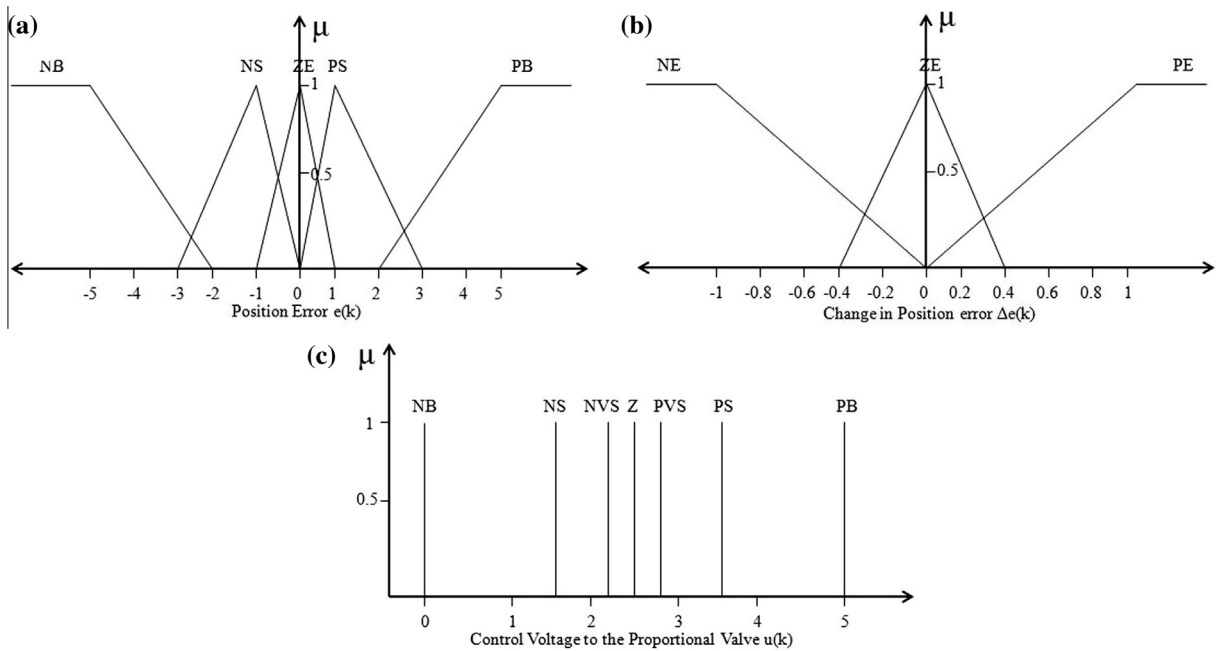 (a)
μ
NB
NS
ZE
PS
PB
1
0.5
-5 -4 -3 -2 -1 0 1 2 3 4 5
Position Error e(k)
(b)
μ
NE
ZE
PE
1
0.5
-1 -0.8 -0.6 -0.4 -0.2 0 0.2 0.4 0.6 0.8 1
Change in Position error Δe(k)
(c)
μ
NB NS NVS Z PVS PS PB
1
0.5
0 1 2 3 4 5
Control Voltage to the Proportional Valve u(k)